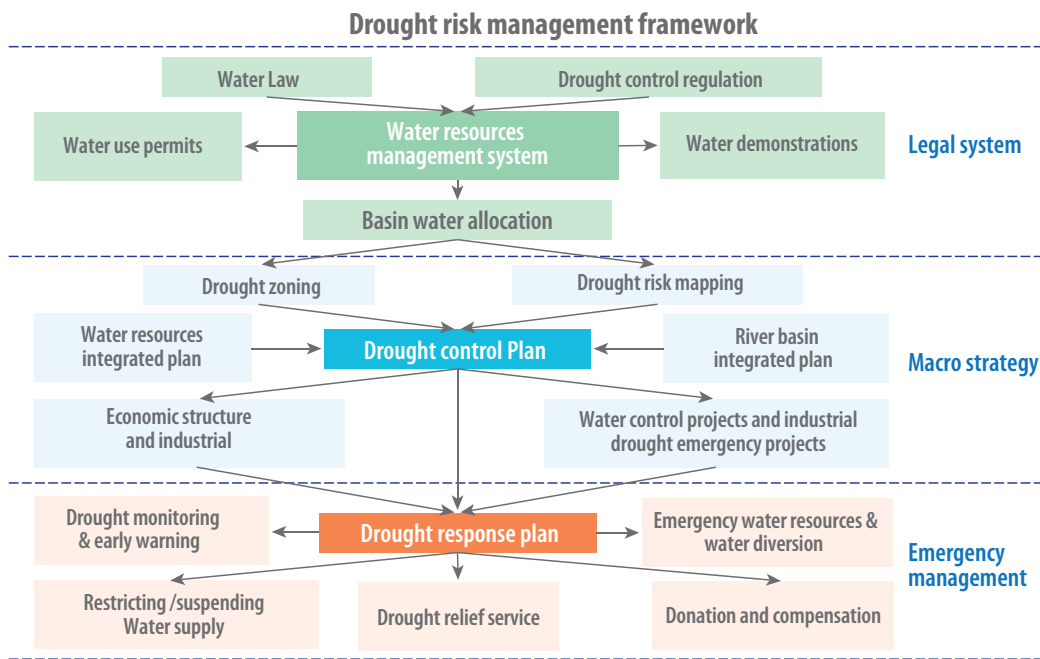 Drought risk management framework
Water Law
Drought control regulation
Water use permits
Water resources
management system
Water demonstrations
Legal system
Basin water allocation
Drought zoning
Drought risk mapping
Water resources
integrated plan
Drought control Plan
River basin
integrated plan
Macro strategy
Economic structure
and industrial
Water control projects and industrial
drought emergency projects
Drought monitoring
& early warning
Drought response plan
Emergency water resources &
water diversion
Emergency
management
Restricting /suspending
Water supply
Drought relief service
Donation and compensation